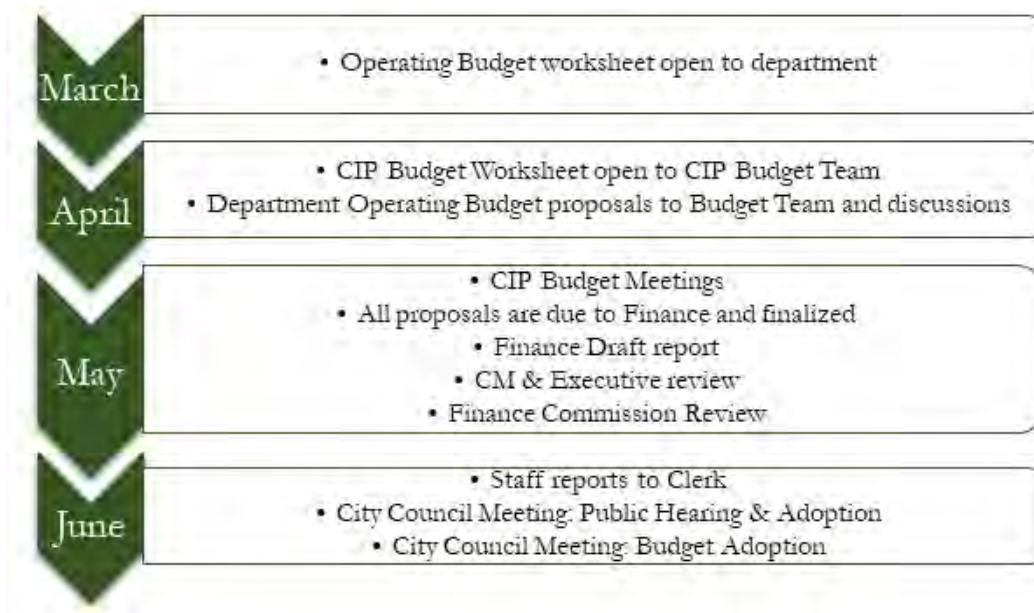 March
• Operating Budget worksheet open to department
April
• CIP Budget Worksheet open to CIP Budget Team
• Department Operating Budget proposals to Budget Team and discussions
May
• CIP Budget Meetings
• All proposals are due to Finance and finalized
• Finance Draft report
• CM & Executive review
• Finance Commission Review
June
• Staff reports to Clerk
• City Council Meeting: Public Hearing & Adoption
• City Council Meeting: Budget Adoption